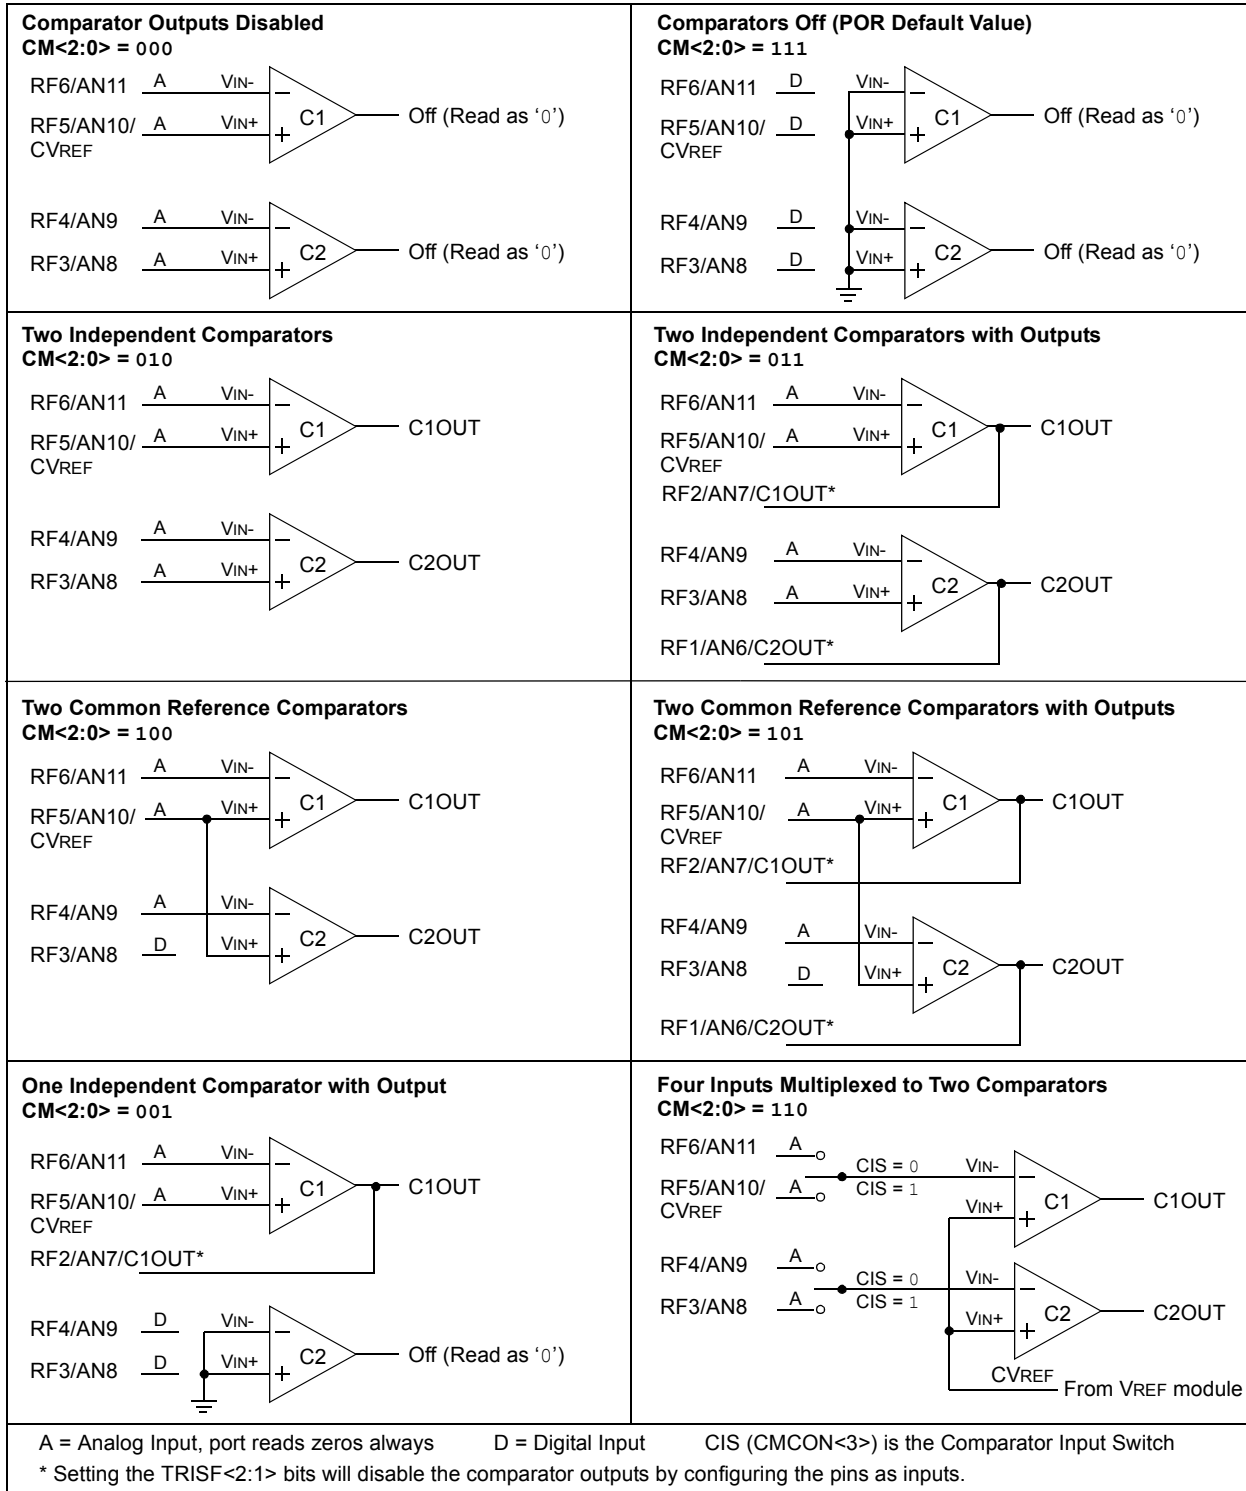 Comparator Outputs Disabled
CM<2:0> = 000
RF6/AN11 A VIN-
RF5/AN10/ A VIN+
CVREF
C1
Off (Read as ‘0’)
RF4/AN9 A VIN-
RF3/AN8 A VIN+
C2
Off (Read as ‘0’)
Comparators Off (POR Default Value)
CM<2:0> = 111
RF6/AN11 D VIN-
RF5/AN10/ D VIN+
CVREF
C1
Off (Read as ‘0’)
RF4/AN9 D VIN-
RF3/AN8 D VIN+
C2
Off (Read as ‘0’)
Two Independent Comparators
CM<2:0> = 010
RF6/AN11 A VIN-
RF5/AN10/ A VIN+
CVREF
C1
C1OUT
RF4/AN9 A VIN-
RF3/AN8 A VIN+
C2
C2OUT
Two Independent Comparators with Outputs
CM<2:0> = 011
RF6/AN11 A VIN-
RF5/AN10/ A VIN+
CVREF
C1
C1OUT
RF2/AN7/C1OUT*
RF4/AN9 A VIN-
RF3/AN8 A VIN+
C2
C2OUT
RF1/AN6/C2OUT*
Two Common Reference Comparators
CM<2:0> = 100
RF6/AN11 A VIN-
RF5/AN10/ A VIN+
CVREF
C1
C1OUT
RF4/AN9 A VIN-
RF3/AN8 D VIN+
C2
C2OUT
Two Common Reference Comparators with Outputs
CM<2:0> = 101
RF6/AN11 A VIN-
RF5/AN10/ A VIN+
CVREF
C1
C1OUT
RF2/AN7/C1OUT*
RF4/AN9 A VIN-
RF3/AN8 D VIN+
C2
C2OUT
RF1/AN6/C2OUT*
One Independent Comparator with Output
CM<2:0> = 001
RF6/AN11 A VIN-
RF5/AN10/ A VIN+
CVREF
C1
C1OUT
RF2/AN7/C1OUT*
RF4/AN9 D VIN-
RF3/AN8 D VIN+
C2
Off (Read as ‘0’)
Four Inputs Multiplexed to Two Comparators
CM<2:0> = 110
RF6/AN11 A
CIS = 0 VIN-
RF5/AN10/ A CIS = 1
CVREF
VIN+
C1
C1OUT
RF4/AN9 A
CIS = 0 VIN-
RF3/AN8 A CIS = 1
VIN+
C2
C2OUT
CVREF
From VREF module
A = Analog Input, port reads zeros always D = Digital Input CIS (CMCON<3>) is the Comparator Input Switch
* Setting the TRISF<2:1> bits will disable the comparator outputs by configuring the pins as inputs.